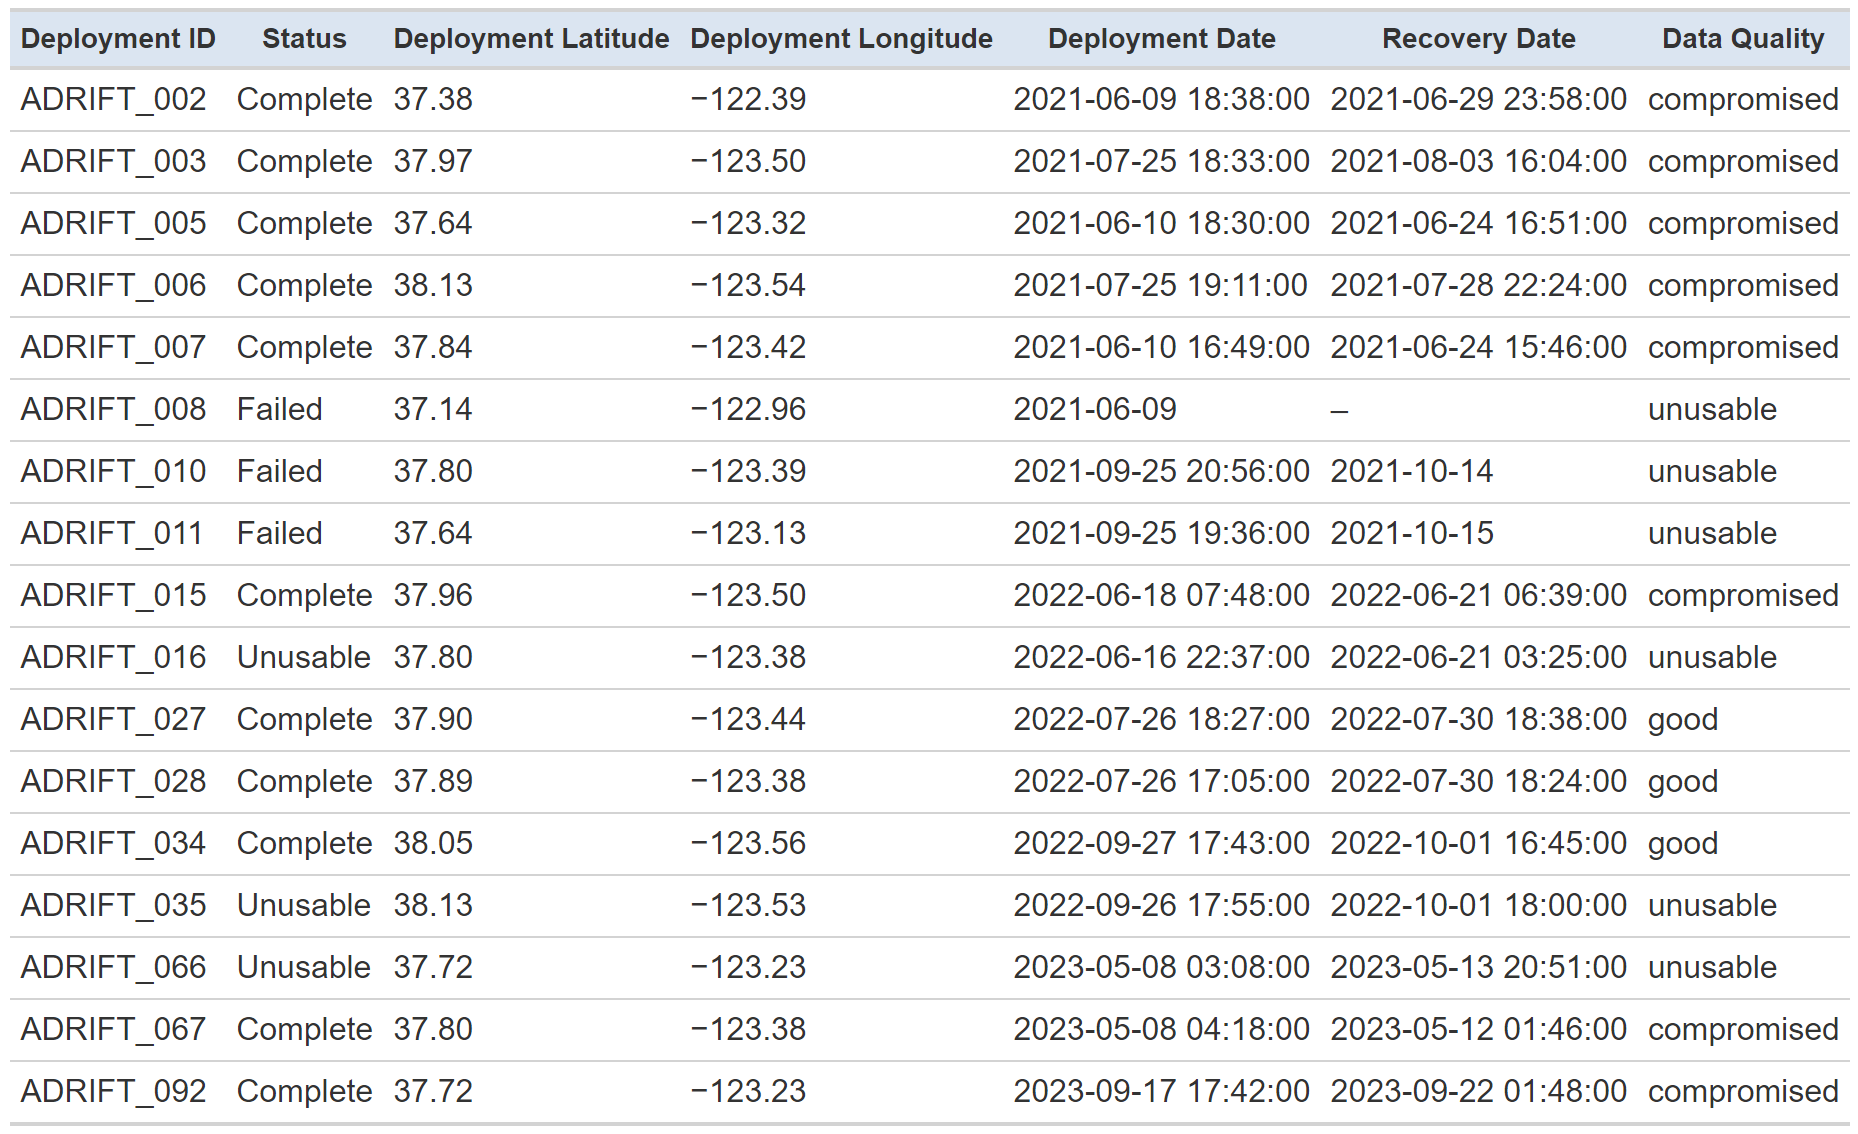 Deployment ID Status Deployment Latitude Deployment Longitude Deployment Date Recovery Date Data Quality
ADRIFT_002 Complete 37.38 −122.39 2021-06-09 18:38:00 2021-06-29 23:58:00 compromised
ADRIFT_003 Complete 37.97 −123.50 2021-07-25 18:33:00 2021-08-03 16:04:00 compromised
ADRIFT_005 Complete 37.64 −123.32 2021-06-10 18:30:00 2021-06-24 16:51:00 compromised
ADRIFT_006 Complete 38.13 −123.54 2021-07-25 19:11:00 2021-07-28 22:24:00 compromised
ADRIFT_007 Complete 37.84 −123.42 2021-06-10 16:49:00 2021-06-24 15:46:00 compromised
ADRIFT_008 Failed 37.14 −122.96 2021-06-09 – unusable
ADRIFT_010 Failed 37.80 −123.39 2021-09-25 20:56:00 2021-10-14 unusable
ADRIFT_011 Failed 37.64 −123.13 2021-09-25 19:36:00 2021-10-15 unusable
ADRIFT_015 Complete 37.96 −123.50 2022-06-18 07:48:00 2022-06-21 06:39:00 compromised
ADRIFT_016 Unusable 37.80 −123.38 2022-06-16 22:37:00 2022-06-21 03:25:00 unusable
ADRIFT_027 Complete 37.90 −123.44 2022-07-26 18:27:00 2022-07-30 18:38:00 good
ADRIFT_028 Complete 37.89 −123.38 2022-07-26 17:05:00 2022-07-30 18:24:00 good
ADRIFT_034 Complete 38.05 −123.56 2022-09-27 17:43:00 2022-10-01 16:45:00 good
ADRIFT_035 Unusable 38.13 −123.53 2022-09-26 17:55:00 2022-10-01 18:00:00 unusable
ADRIFT_066 Unusable 37.72 −123.23 2023-05-08 03:08:00 2023-05-13 20:51:00 unusable
ADRIFT_067 Complete 37.80 −123.38 2023-05-08 04:18:00 2023-05-12 01:46:00 compromised
ADRIFT_092 Complete 37.72 −123.23 2023-09-17 17:42:00 2023-09-22 01:48:00 compromised